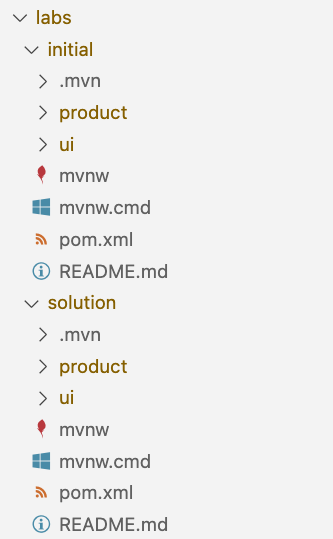 labs
initial
.mvn
product
ui
mvnw
mvnw.cmd
pom.xml
README.md
solution
.mvn
product
ui
mvnw
mvnw.cmd
pom.xml
README.md